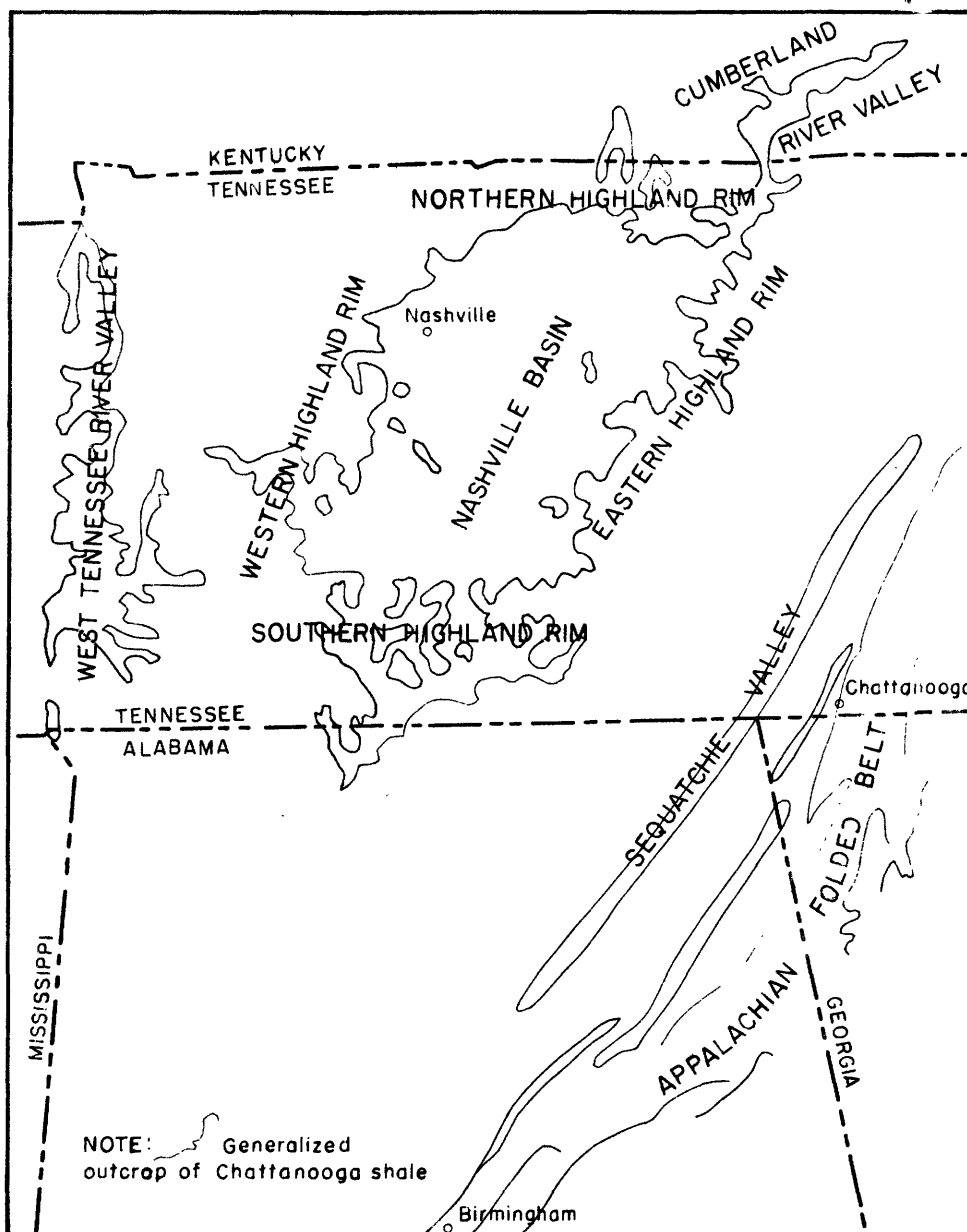 CUMBERLAND
RIVER VALLEY
KENTUCKY
TENNESSEE
NORTHERN HIGHLAND RIM
WEST TENNESSEE RIVER VALLEY
WESTERN HIGHLAND RIM
Nashville
NASHVILLE BASIN
EASTERN HIGHLAND RIM
SOUTHERN HIGHLAND RIM
TENNESSEE
ALABAMA
SEQUATCHIE VALLEY
Chattanooga
FOLDED BELT
APPALACHIAN
MISSISSIPPI
GEORGIA
NOTE: Generalized
outcrop of Chattanooga shale
Birmingham